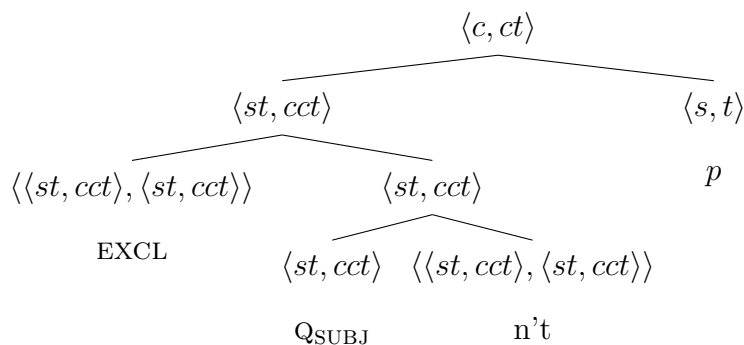 ⟨c, ct⟩
⟨st, cct⟩ ⟨s, t⟩
⟨⟨st, cct⟩, ⟨st, cct⟩⟩ ⟨st, cct⟩ p
EXCL ⟨st, cct⟩ ⟨⟨st, cct⟩, ⟨st, cct⟩⟩
QSUBJ n't